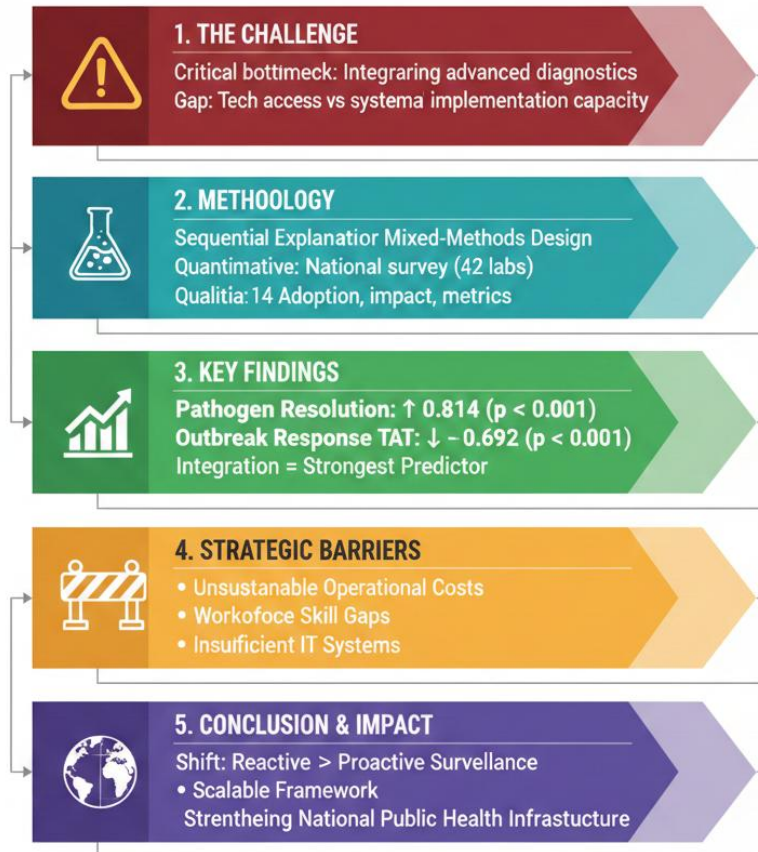 1. THE CHALLENGE
Critical bottimeck: Integraring advanced diagnostics
Gap: Tech access vs systemal implementation capacity
2. METHOOLOGY
Sequential Explanatior Mixed-Methods Design
Quantimative: National survey (42 labs)
Qualitia: 14 Adoption, impact, metrics
3. KEY FINDINGS
Pathogen Resolution: ↑ 0.814 (p < 0.001)
Outbreak Response TAT: ↓ -0.692 (p < 0.001)
Integration = Strongest Predictor
4. STRATEGIC BARRIERS
• Unsustanable Operational Costs
• Workofoce Skill Gaps
• Insuificient IT Systems
5. CONCLUSION & IMPACT
Shift: Reactive > Proactive Survellance
• Scalable Framework
Strentheing National Public Health Infrastucture